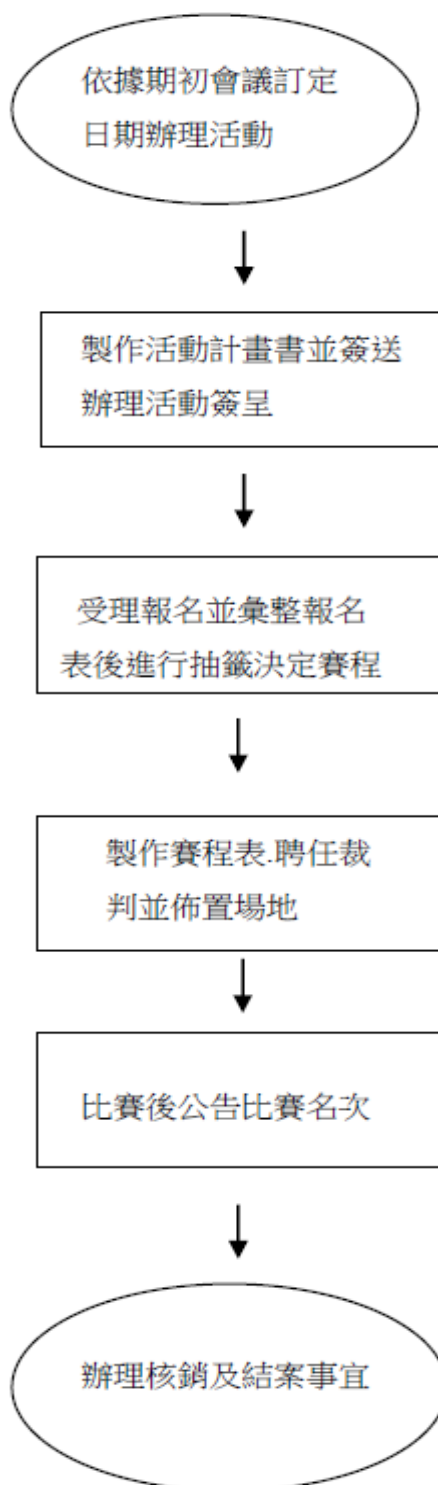 依據期初會議訂定
日期辦理活動
製作活動計畫書並簽送
辦理活動簽呈
受理報名並彙整報名
表後進行抽籤決定賽程
製作賽程表.聘任裁
判並佈置場地
比賽後公告比賽名次
辦理核銷及結案事宜